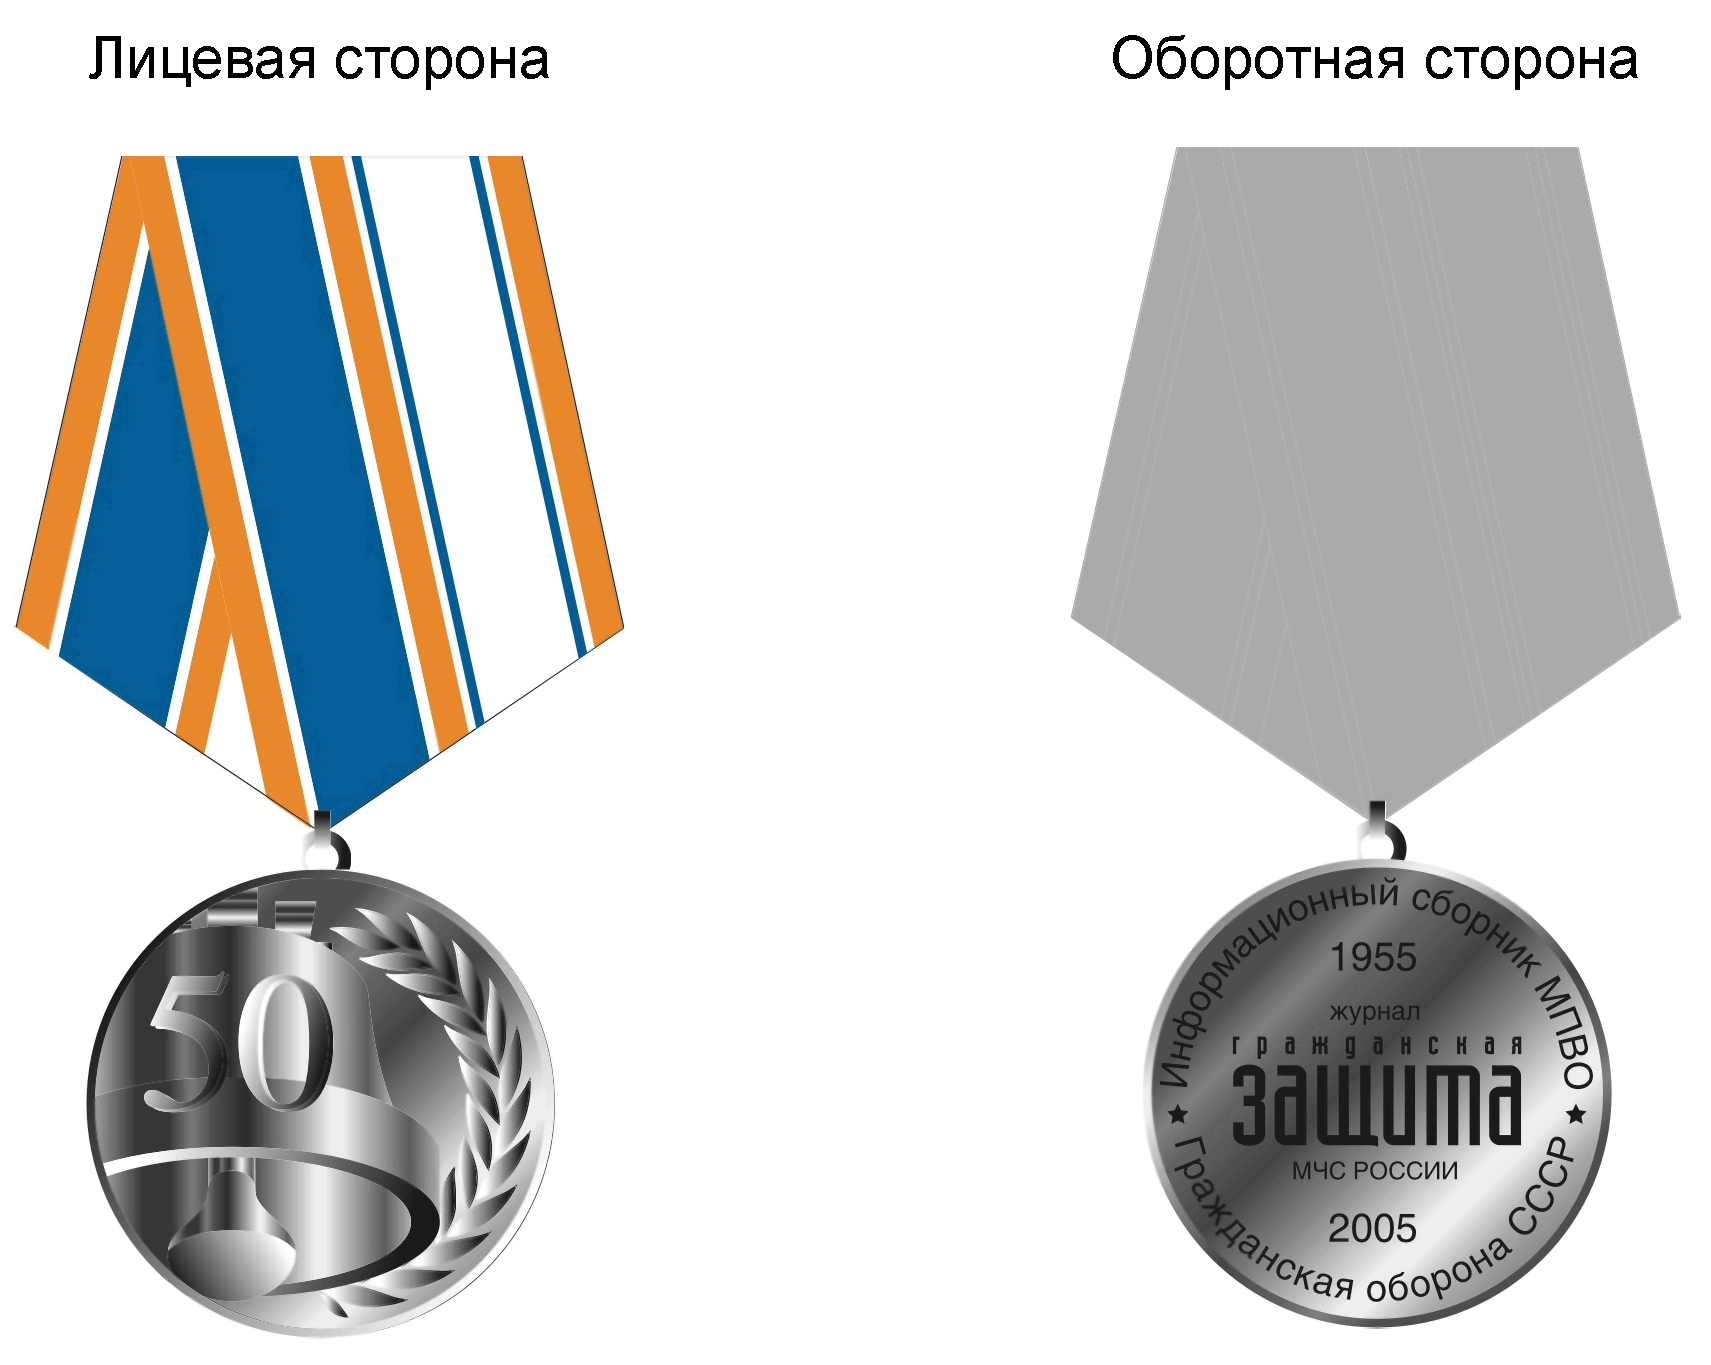 Лицевая сторона
Оборотная сторона
50
Информационный сборник МПВО
1955
журнал
гражданская
защита
МЧС РОССИИ
2005
Гражданская оборона СССР